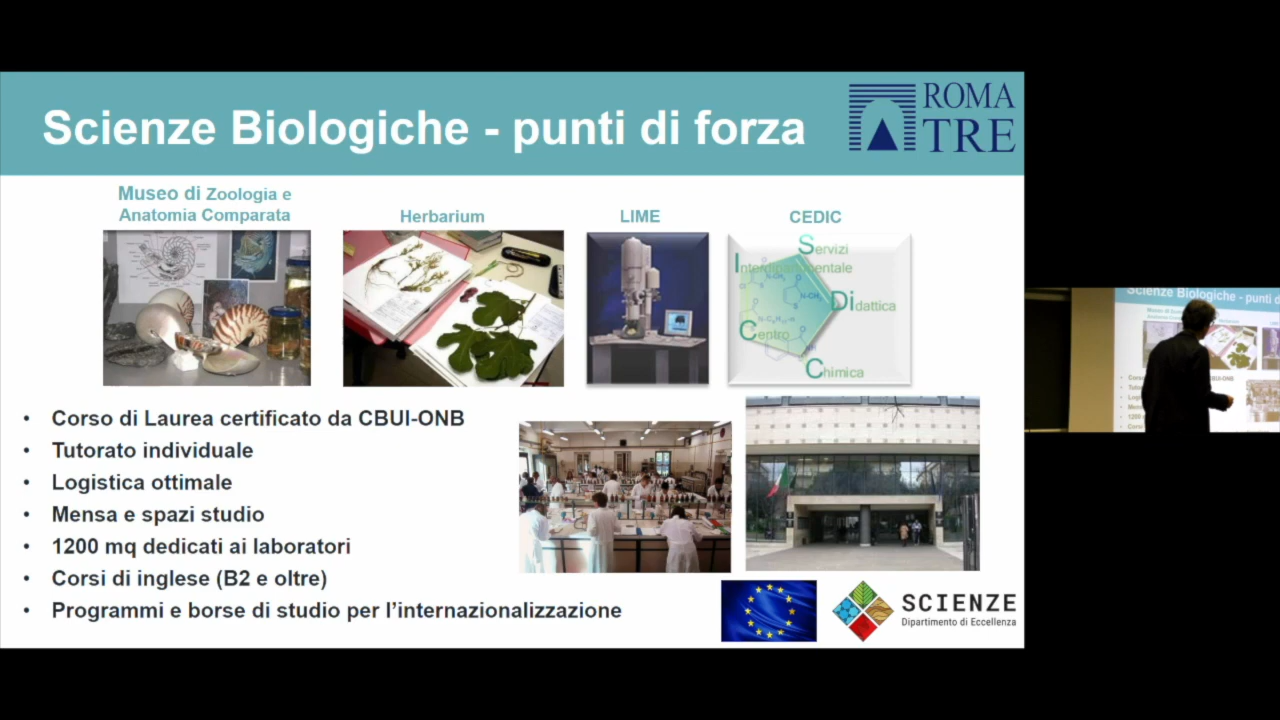 Scienze Biologiche - punti di forza
ROMA
TRE
Museo di Zoologia e
Anatomia Comparata
Herbarium
LIME
CEDIC
Servizi
Interdipartimentale
Didattica
Centro
Chimica
• Corso di Laurea certificato da CBUI-ONB
• Tutorato individuale
• Logistica ottimale
• Mensa e spazi studio
• 1200 mq dedicati ai laboratori
• Corsi di inglese (B2 e oltre)
• Programmi e borse di studio per l'internazionalizzazione
SCIENZE
Dipartimento di Eccellenza
Scienze Biologiche - punti d